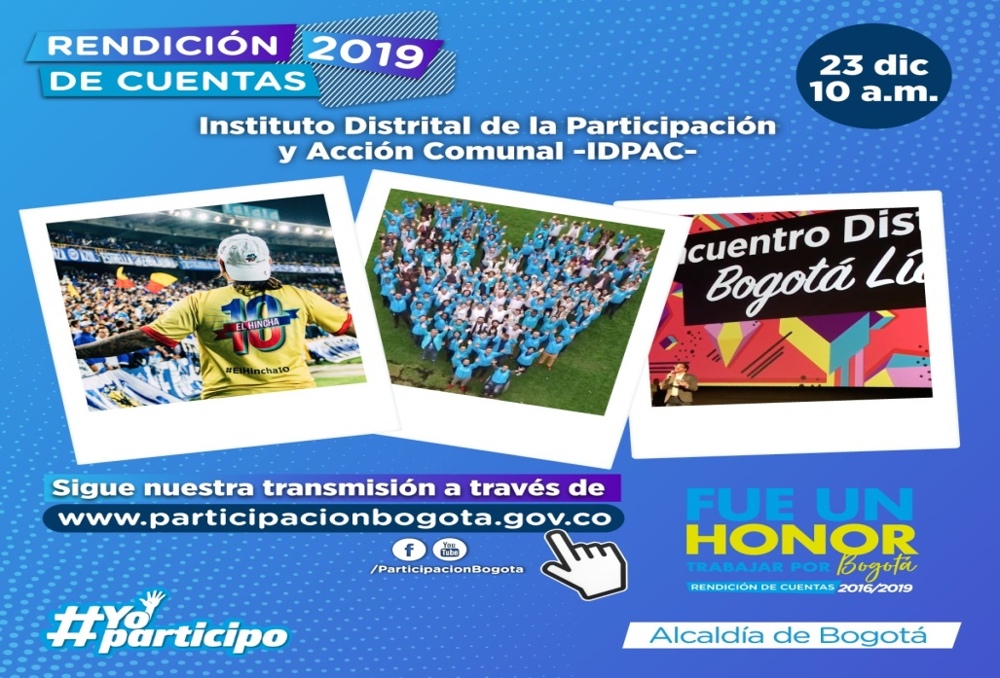 RENDICIÓN 2019
DE CUENTAS
23 dic
10 a.m.
Instituto Distrital de la Participación
y Acción Comunal -IDPAC-
10
EL HINCHA
#ElHincha10
cuentro Dist
Bogotá Líd
Sigue nuestra transmisión a través de
www.participacionbogota.gov.co
f You Tube
/ParticipacionBogota
FUE UN
HONOR
TRABAJAR POR Bogotá
RENDICIÓN DE CUENTAS 2016/2019
#Yo
participo
Alcaldía de Bogotá